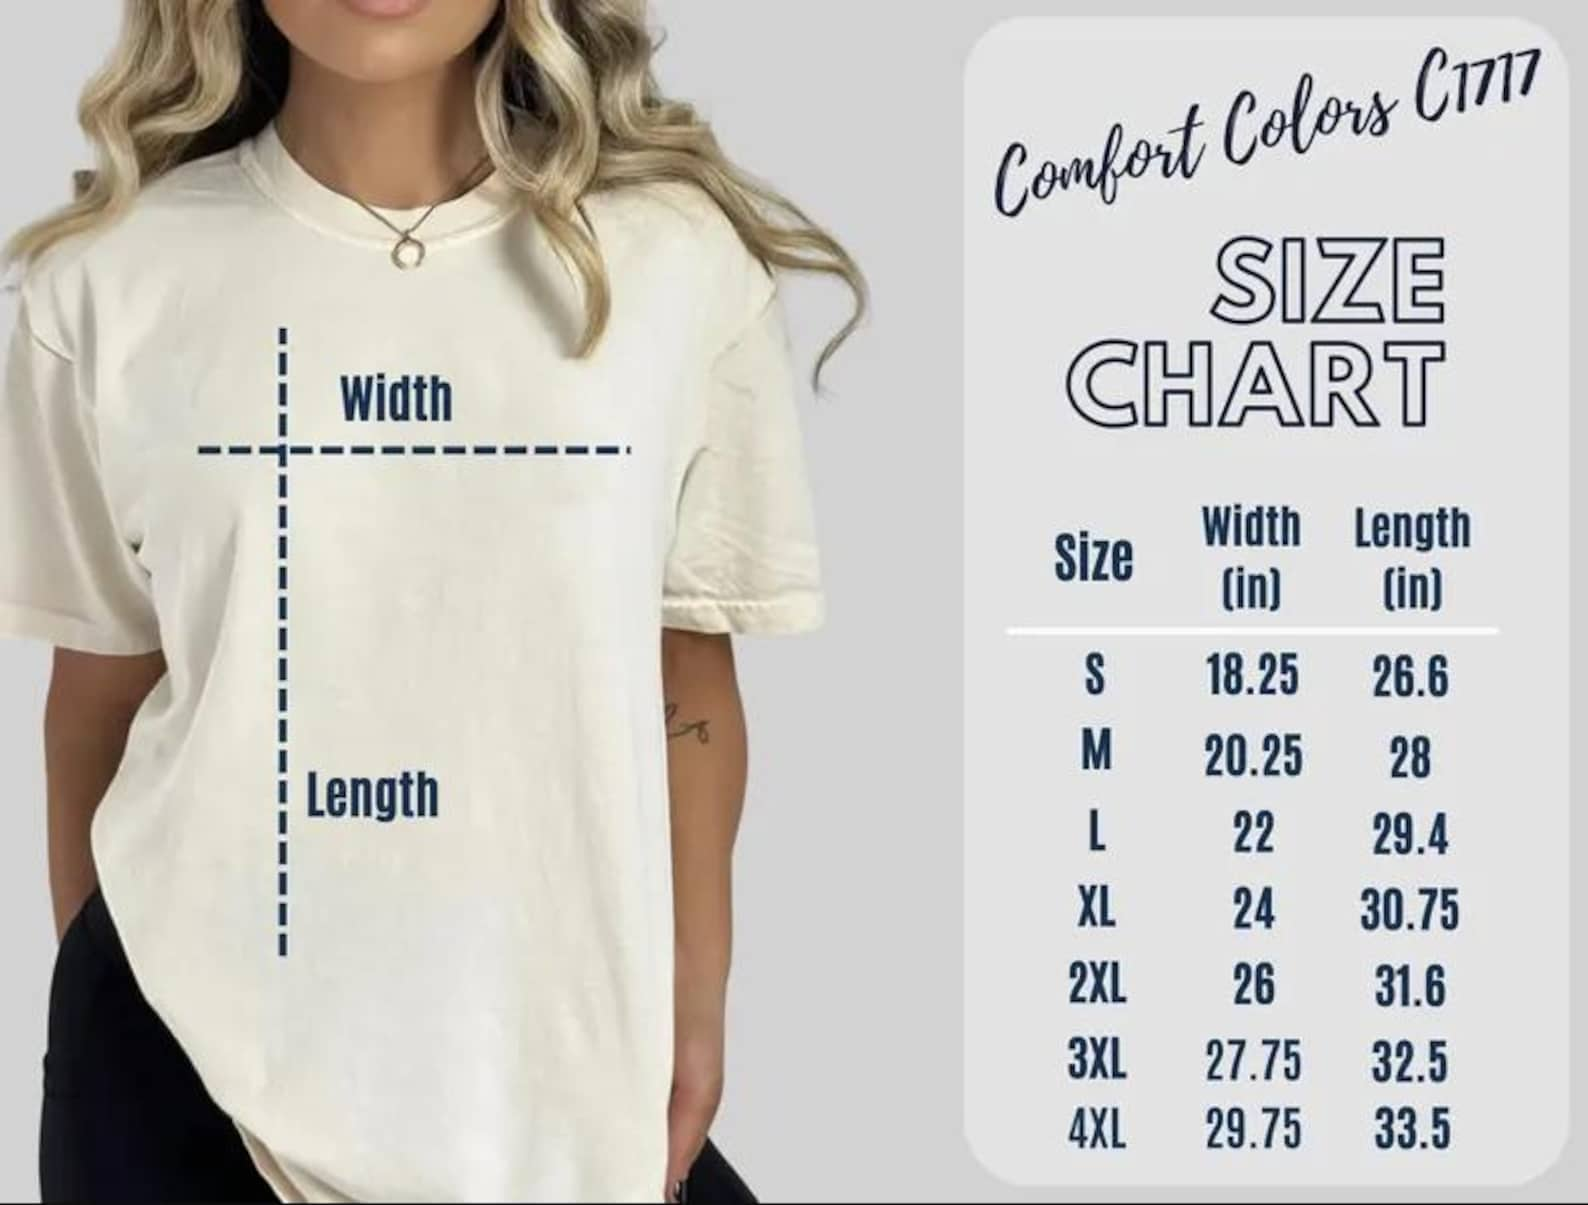 Width
Length
Comfort Colors C1717
SIZE
CHART
Size Width (in) Length (in)
S 18.25 26.6
M 20.25 28
L 22 29.4
XL 24 30.75
2XL 26 31.6
3XL 27.75 32.5
4XL 29.75 33.5